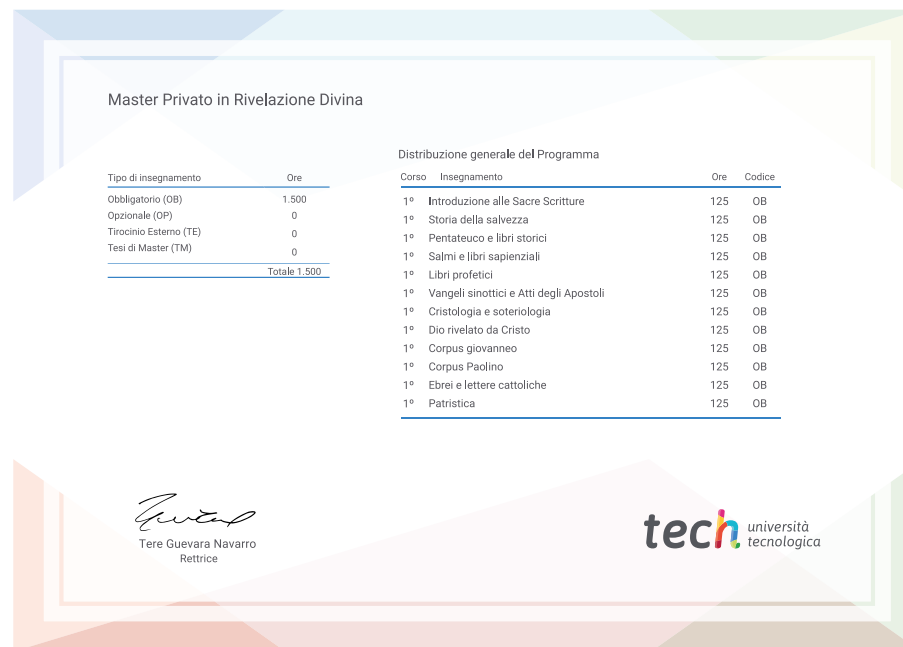 Master Privato in Rivelazione Divina
Tipo di insegnamento Ore
Obbligatorio (OB) 1.500
Opzionale (OP) 0
Tirocinio Esterno (TE) 0
Tesi di Master (TM) 0
Totale 1.500
Distribuzione generale del Programma
Corso Insegnamento Ore Codice
1º Introduzione alle Sacre Scritture 125 OB
1º Storia della salvezza 125 OB
1º Pentateuco e libri storici 125 OB
1º Salmi e libri sapienziali 125 OB
1º Libri profetici 125 OB
1º Vangeli sinottici e Atti degli Apostoli 125 OB
1º Cristologia e soteriologia 125 OB
1º Dio rivelato da Cristo 125 OB
1º Corpus giovanneo 125 OB
1º Corpus Paolino 125 OB
1º Ebrei e lettere cattoliche 125 OB
1º Patristica 125 OB
Tere Guevara Navarro
Rettrice
tech università
tecnologica